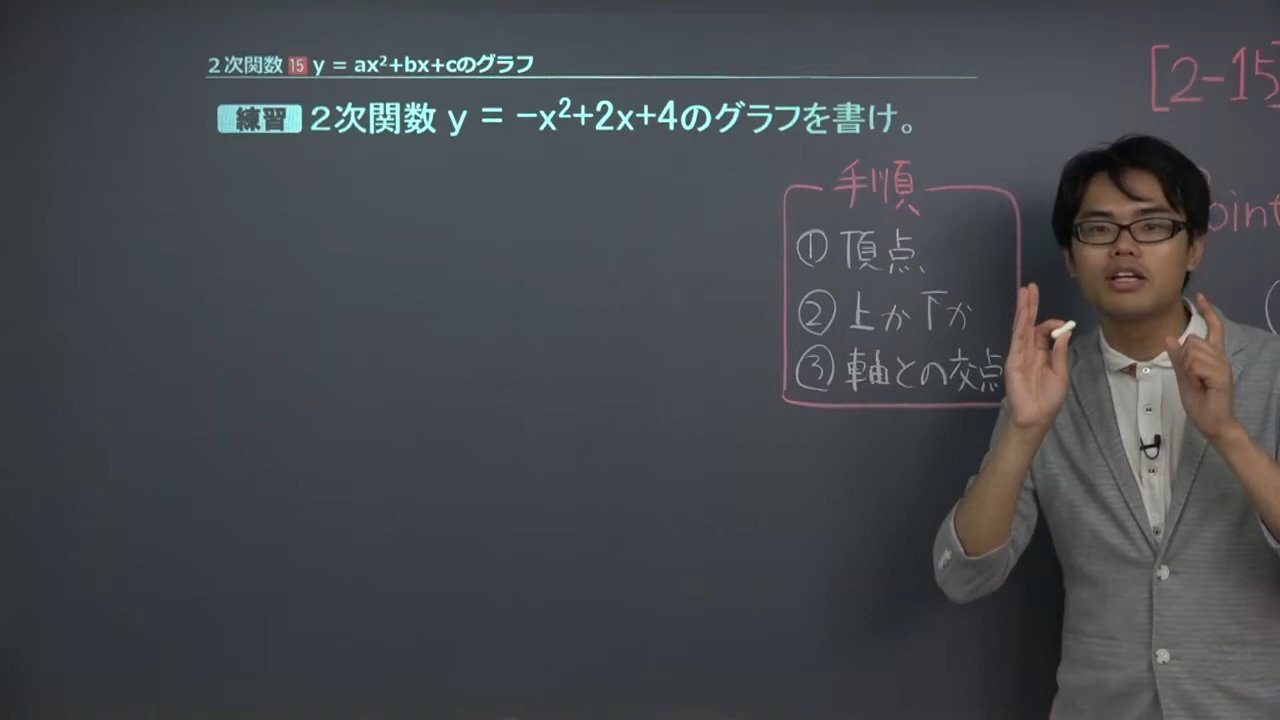 2次関数 15 y = ax²+bx+cのグラフ
練習 2次関数 y = −x²+2x+4のグラフを書け。
[2-15]
手順
① 頂点
② 上か下か
③ 軸との交点
oint